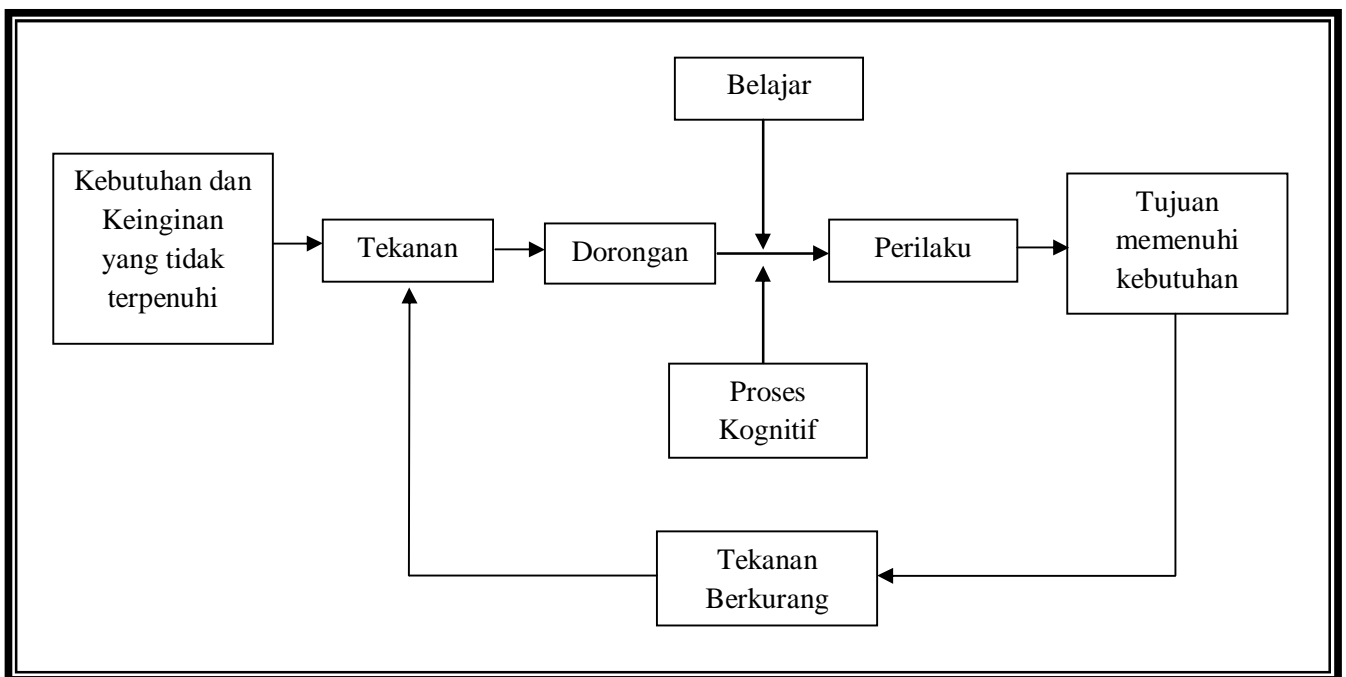 Belajar
Kebutuhan dan
Keinginan
yang tidak
terpenuhi
Tekanan
Dorongan
Perilaku
Tujuan
memenuhi
kebutuhan
Proses
Kognitif
Tekanan
Berkurang